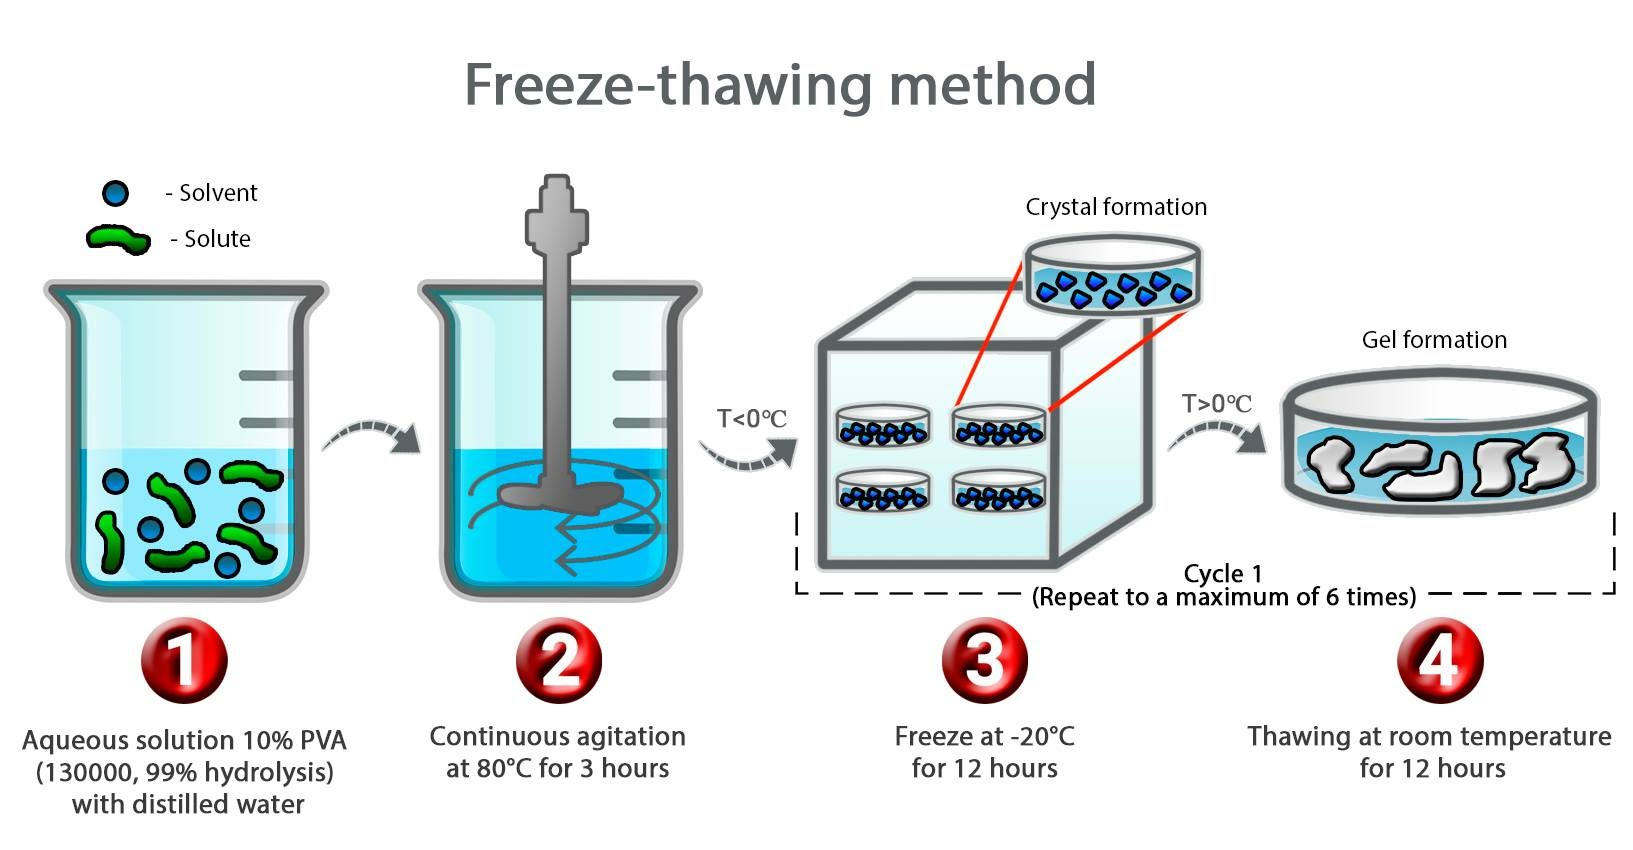 Freeze-thawing method
- Solvent
- Solute
Crystal formation
Gel formation
T<0℃
T>0℃
Cycle 1
(Repeat to a maximum of 6 times)
1
Aqueous solution 10% PVA
(130000, 99% hydrolysis)
with distilled water
2
Continuous agitation
at 80°C for 3 hours
3
Freeze at -20°C
for 12 hours
4
Thawing at room temperature
for 12 hours